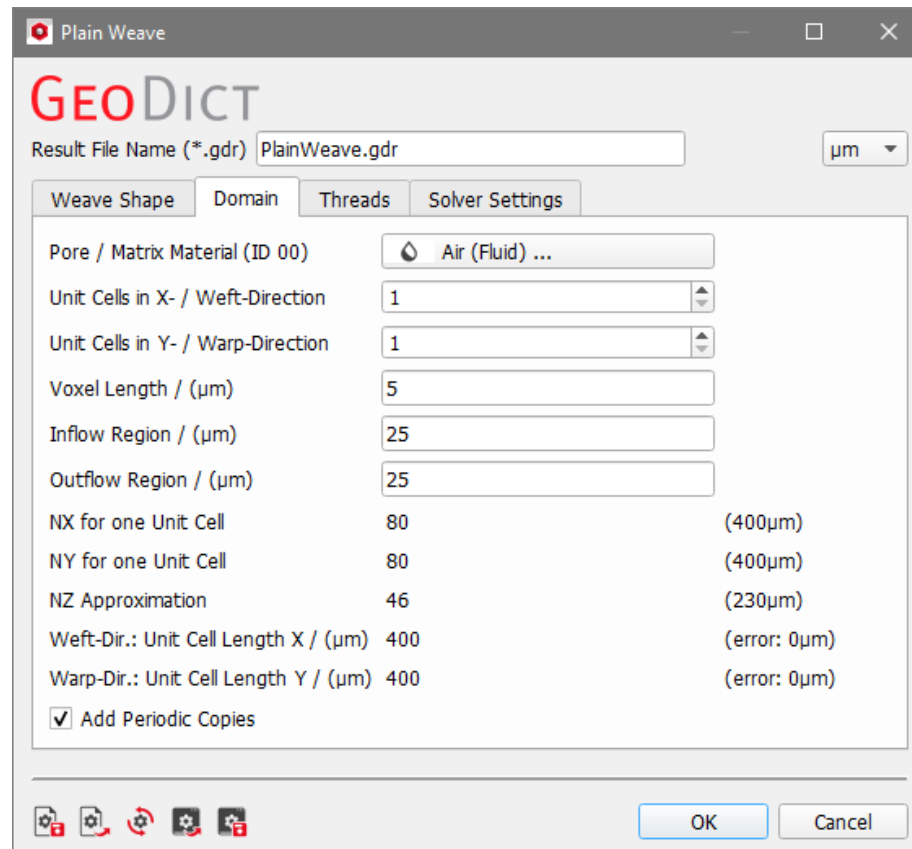 Plain Weave
GEODICT
Result File Name (*.gdr) PlainWeave.gdr µm
Weave Shape Domain Threads Solver Settings
Pore / Matrix Material (ID 00) Air (Fluid) ...
Unit Cells in X- / Weft-Direction 1
Unit Cells in Y- / Warp-Direction 1
Voxel Length / (µm) 5
Inflow Region / (µm) 25
Outflow Region / (µm) 25
NX for one Unit Cell 80 (400µm)
NY for one Unit Cell 80 (400µm)
NZ Approximation 46 (230µm)
Weft-Dir.: Unit Cell Length X / (µm) 400 (error: 0µm)
Warp-Dir.: Unit Cell Length Y / (µm) 400 (error: 0µm)
Add Periodic Copies
OK Cancel